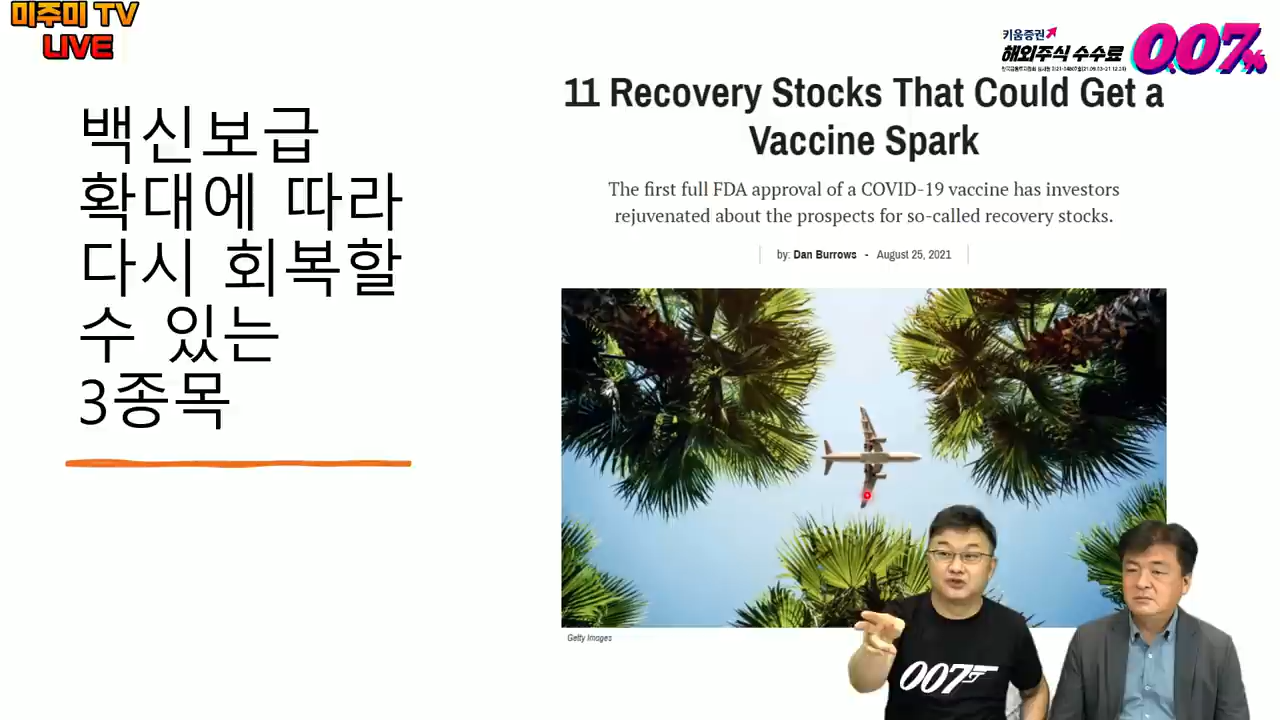 미주미 TV
LIVE
키움증권
해외주식 수수료
0.07%
백신보급
확대에 따라
다시 회복할
수 있는
3종목
11 Recovery Stocks That Could Get a
Vaccine Spark
The first full FDA approval of a COVID-19 vaccine has investors
rejuvenated about the prospects for so-called recovery stocks.
by: Dan Burrows - August 25, 2021
Getty Images
007